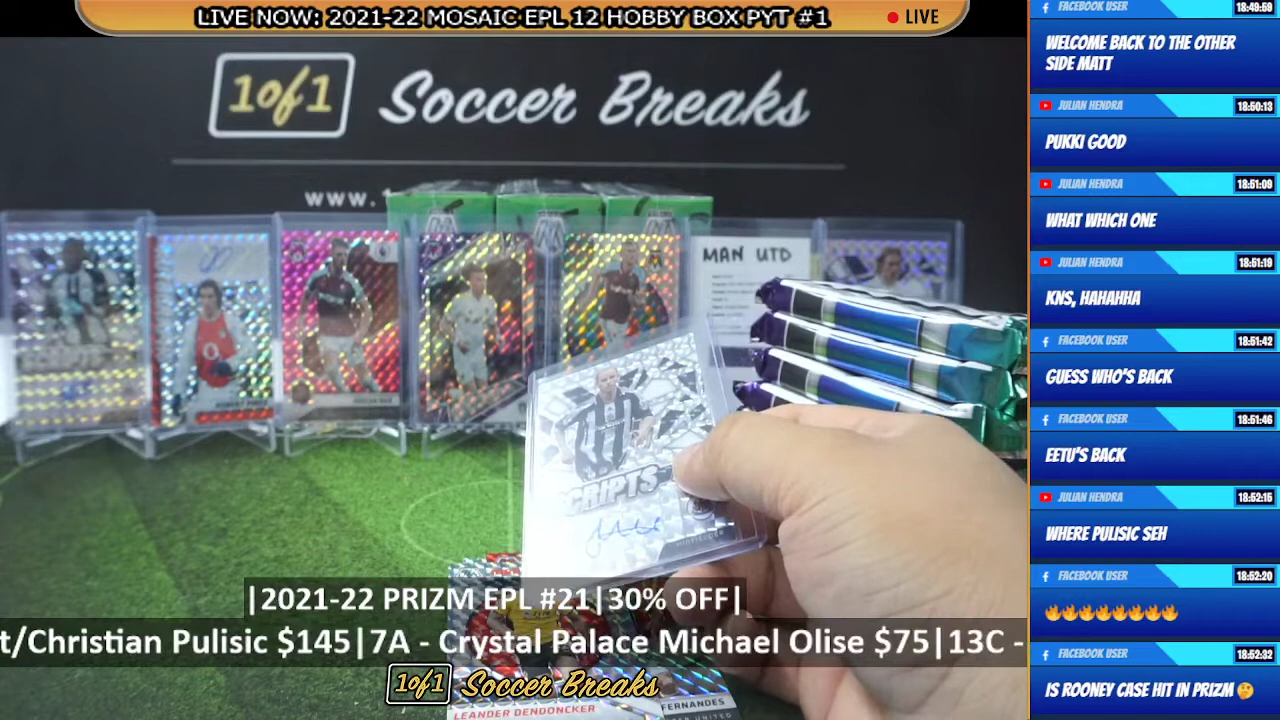 LIVE NOW: 2021-22 MOSAIC EPL 12 HOBBY BOX PYT #1
LIVE
1of1 Soccer Breaks
www.1
MAN UTD
SCRIPTS
|2021-22 PRIZM EPL #21|30% OFF|
t/Christian Pulisic $145|7A - Crystal Palace Michael Olise $75|13C -
1of1 Soccer Breaks
LEANDER DENDONCKER
FERNANDES
FACEBOOK USER 18:49:59
WELCOME BACK TO THE OTHER
SIDE MATT
JULIAN HENDRA 18:50:13
PUKKI GOOD
JULIAN HENDRA 18:51:09
WHAT WHICH ONE
JULIAN HENDRA 18:51:19
KNS, HAHAHHA
FACEBOOK USER 18:51:42
GUESS WHO'S BACK
FACEBOOK USER 18:51:46
EETU'S BACK
JULIAN HENDRA 18:52:15
WHERE PULISIC SEH
FACEBOOK USER 18:52:20
🔥🔥🔥🔥🔥🔥🔥🔥
FACEBOOK USER 18:52:32
IS ROONEY CASE HIT IN PRIZM 🤔